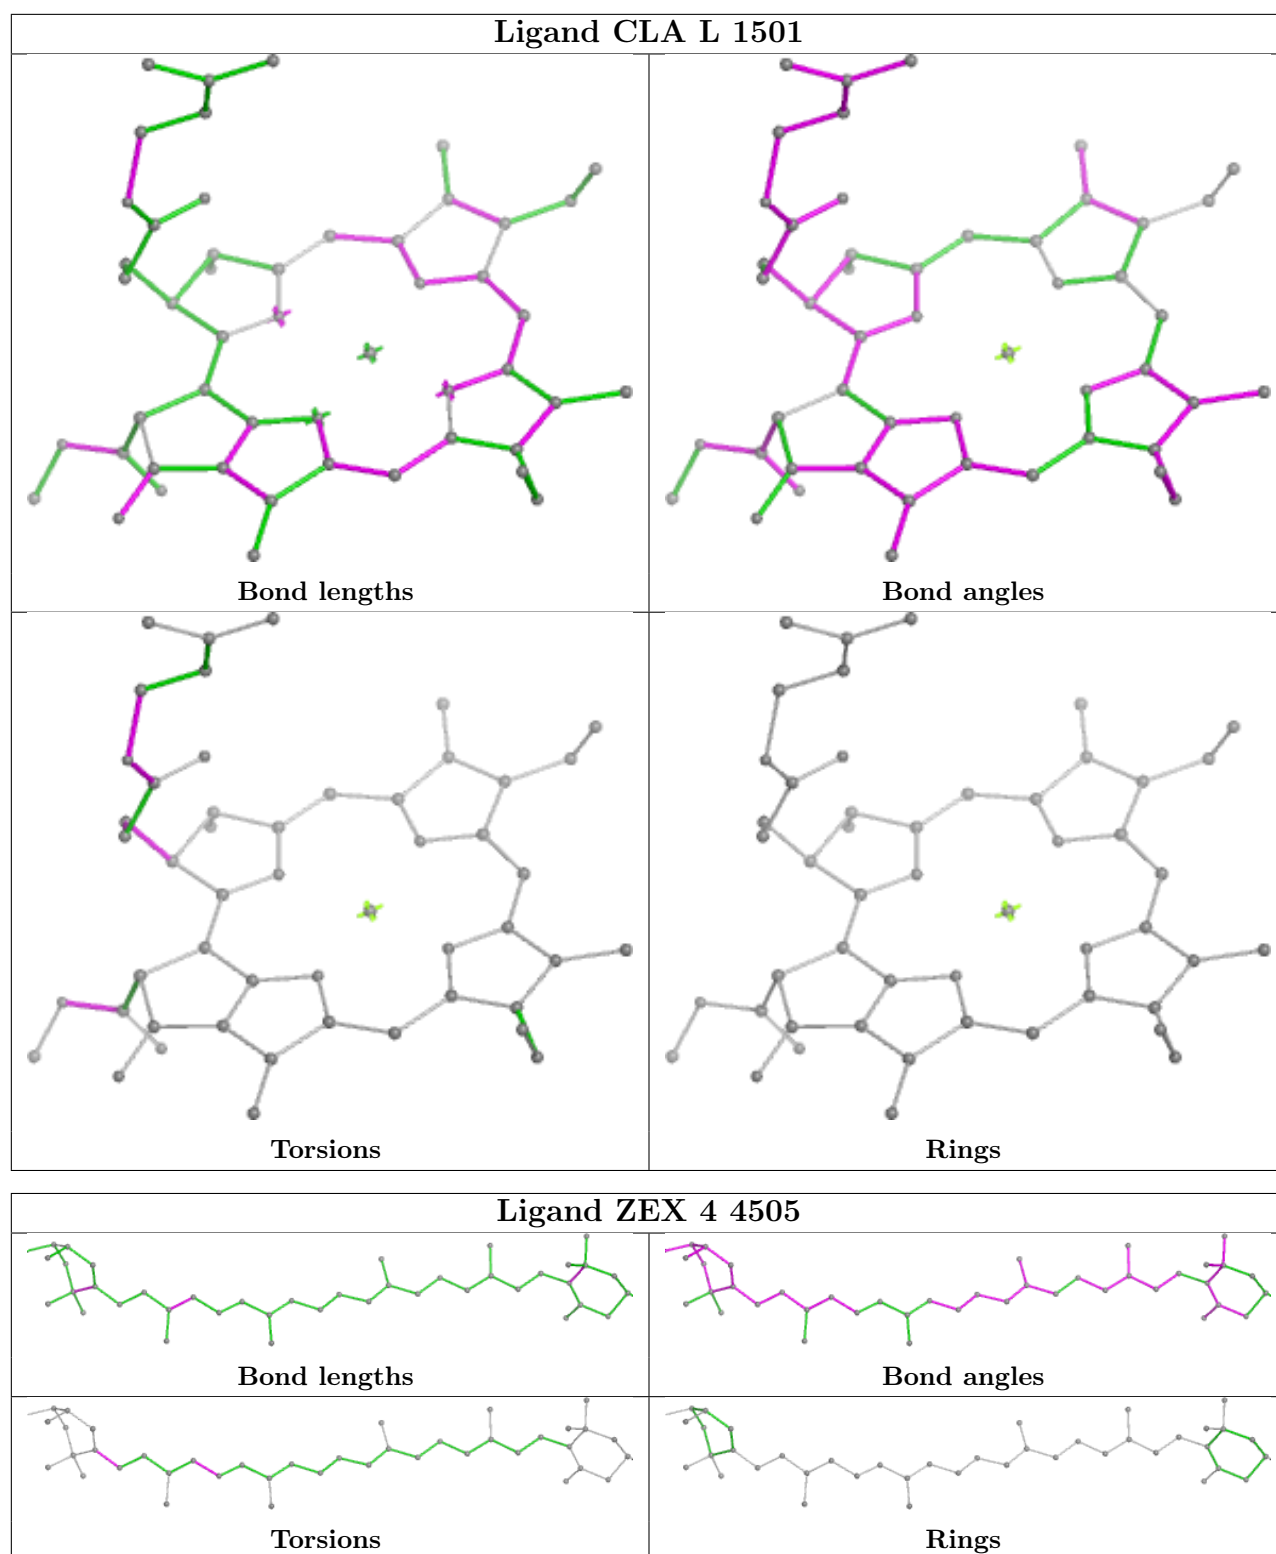 Ligand CLA L 1501
Bond lengths
Bond angles
Torsions
Rings
Ligand ZEX 4 4505
Bond lengths
Bond angles
Torsions
Rings